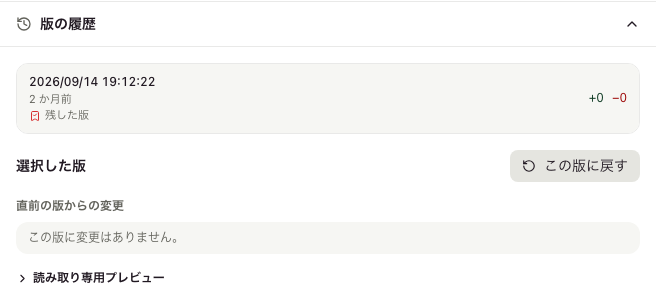 版の履歴
2026/09/14 19:12:22
2 か月前
+0 −0
残した版
選択した版
この版に戻す
直前の版からの変更
この版に変更はありません。
読み取り専用プレビュー